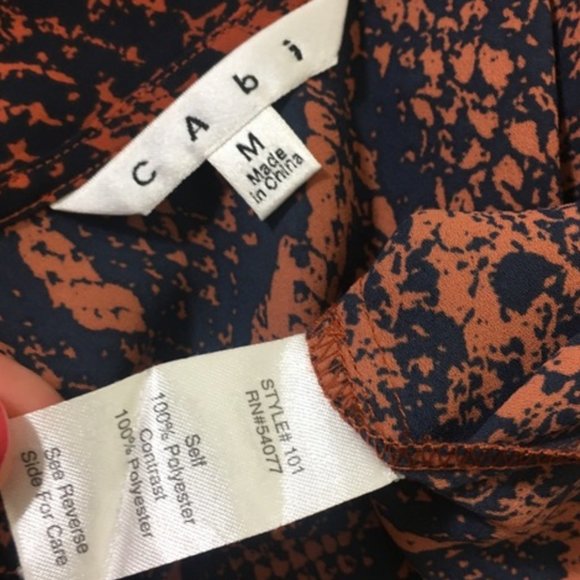 CAbi
M
Made
in China
STYLE# 101
RN#54077
Self
100% Polyester
Contrast
100% Polyester
See Reverse
Side For Care